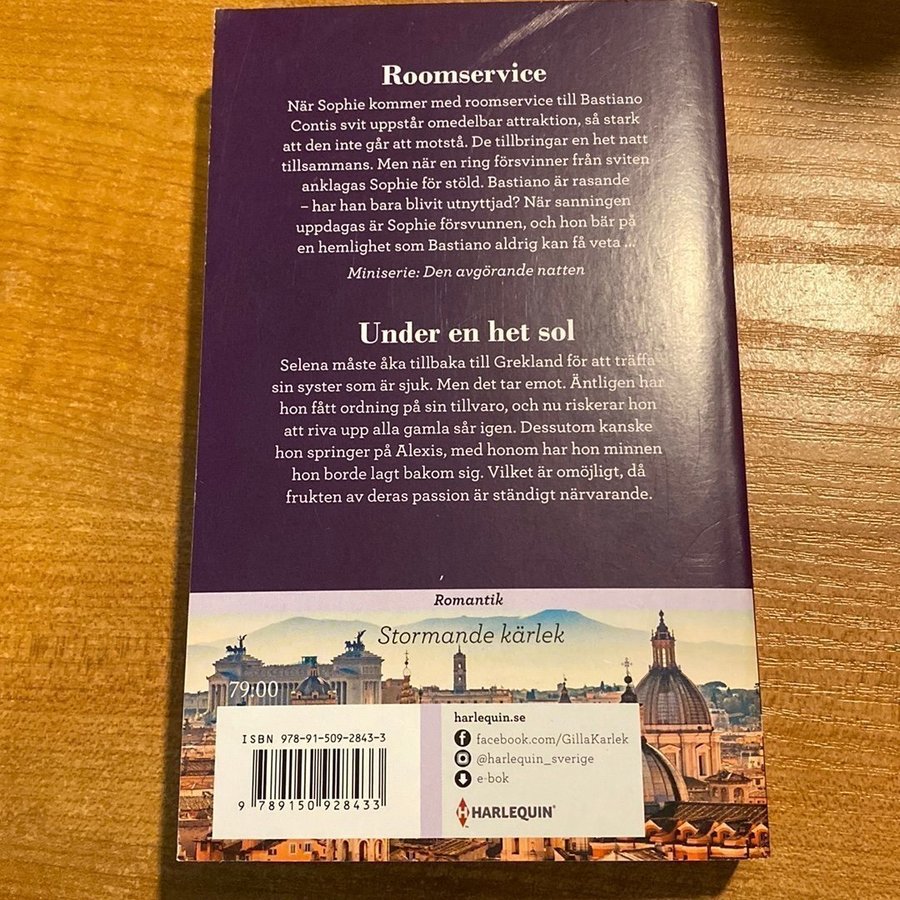 Roomservice
När Sophie kommer med roomservice till Bastiano
Contis svit uppstår omedelbar attraktion, så stark
att den inte går att motstå. De tillbringar en het natt
tillsammans. Men när en ring försvinner från sviten
anklagas Sophie för stöld. Bastiano är rasande
– har han bara blivit utnyttjad? När sanningen
uppdagas är Sophie försvunnen, och hon bär på
en hemlighet som Bastiano aldrig kan få veta ...
Miniserie: Den avgörande natten
Under en het sol
Selena måste åka tillbaka till Grekland för att träffa
sin syster som är sjuk. Men det tar emot. Äntligen har
hon fått ordning på sin tillvaro, och nu riskerar hon
att riva upp alla gamla sår igen. Dessutom kanske
hon springer på Alexis, med honom har hon minnen
hon borde lagt bakom sig. Vilket är omöjligt, då
frukten av deras passion är ständigt närvarande.
Romantik
Stormande kärlek
79:00
ISBN 978-91-509-2843-3
9 789150 928433
harlequin.se
facebook.com/GillaKarlek
@harlequin_sverige
e-bok
HARLEQUIN®